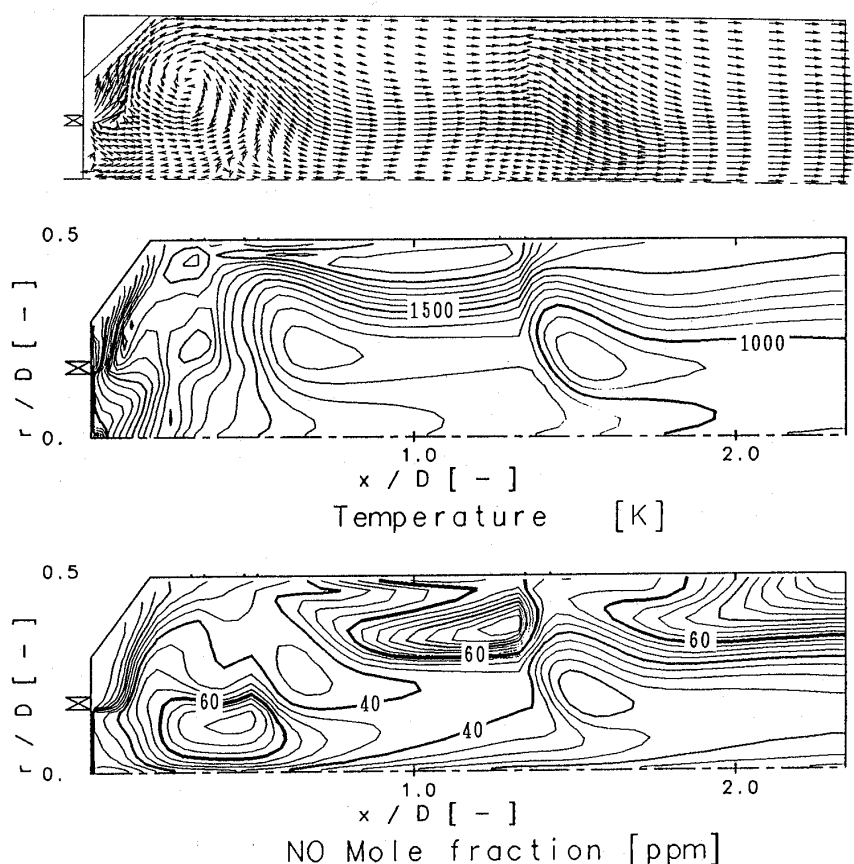 0.5
r / D [ - ]
0.
1500
1000
1.0
2.0
x / D [ - ]
Temperature [K]
0.5
r / D [ - ]
0.
60
60
60
40
40
1.0
2.0
x / D [ - ]
NO Mole fraction [ppm]